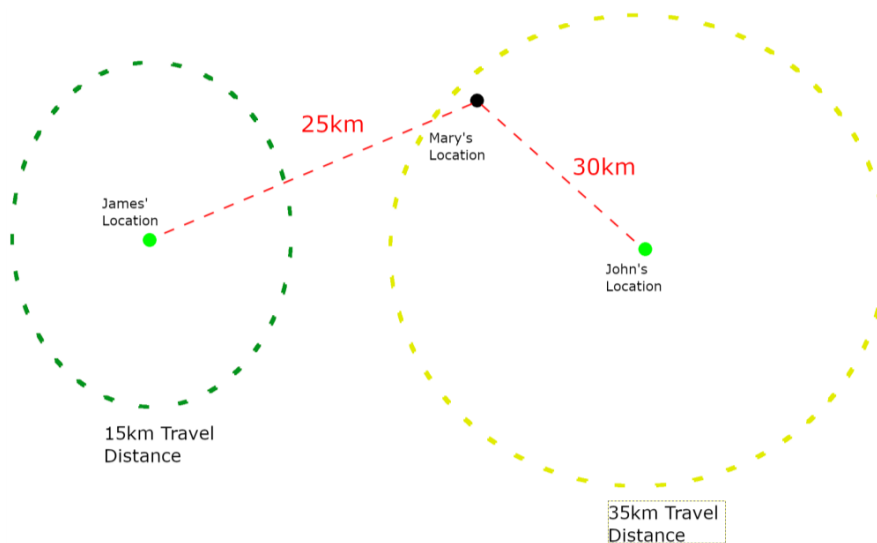 25km
Mary's
Location
30km
James'
Location
John's
Location
15km Travel
Distance
35km Travel
Distance